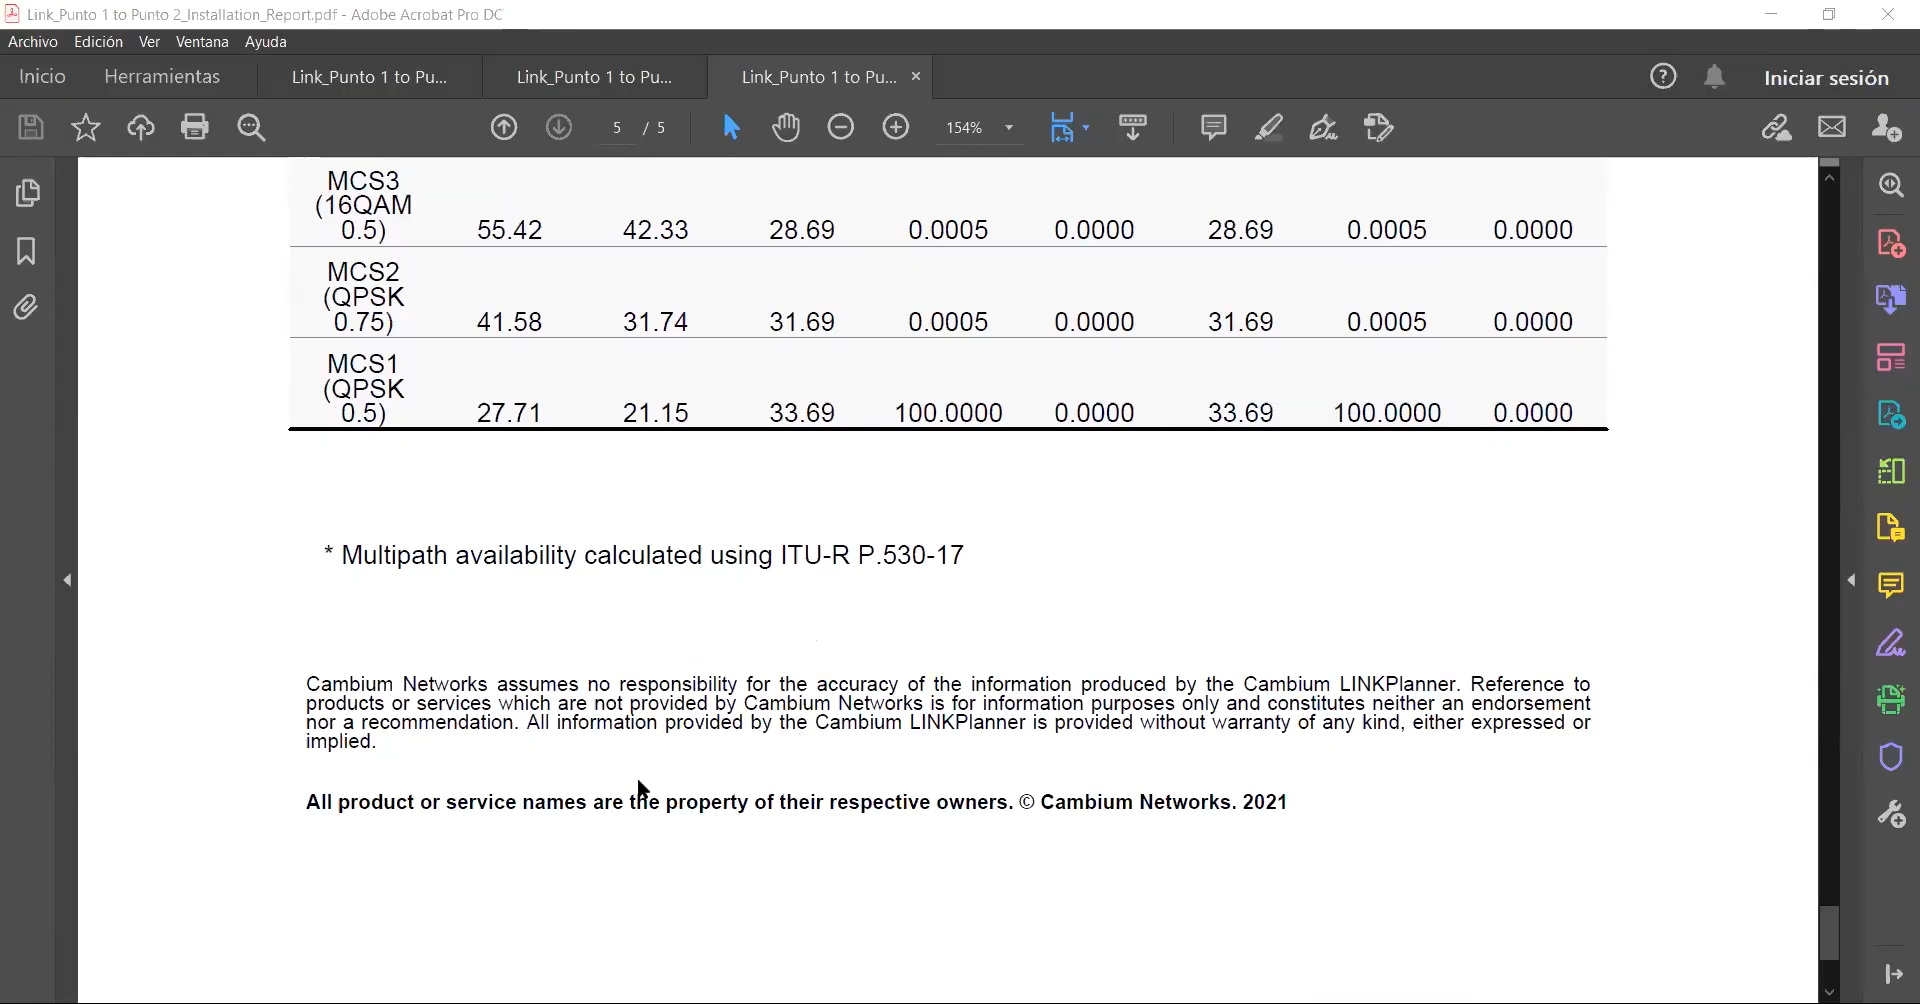 Link_Punto 1 to Punto 2_Installation_Report.pdf - Adobe Acrobat Pro DC
Archivo Edición Ver Ventana Ayuda
Inicio Herramientas Link_Punto 1 to Pu... Link_Punto 1 to Pu... Link_Punto 1 to Pu... × Iniciar sesión
5 / 5 154%
MCS3
(16QAM
0.5) 55.42 42.33 28.69 0.0005 0.0000 28.69 0.0005 0.0000
MCS2
(QPSK
0.75) 41.58 31.74 31.69 0.0005 0.0000 31.69 0.0005 0.0000
MCS1
(QPSK
0.5) 27.71 21.15 33.69 100.0000 0.0000 33.69 100.0000 0.0000
* Multipath availability calculated using ITU-R P.530-17
Cambium Networks assumes no responsibility for the accuracy of the information produced by the Cambium LINKPlanner. Reference to
products or services which are not provided by Cambium Networks is for information purposes only and constitutes neither an endorsement
nor a recommendation. All information provided by the Cambium LINKPlanner is provided without warranty of any kind, either expressed or
implied.
All product or service names are the property of their respective owners. © Cambium Networks. 2021